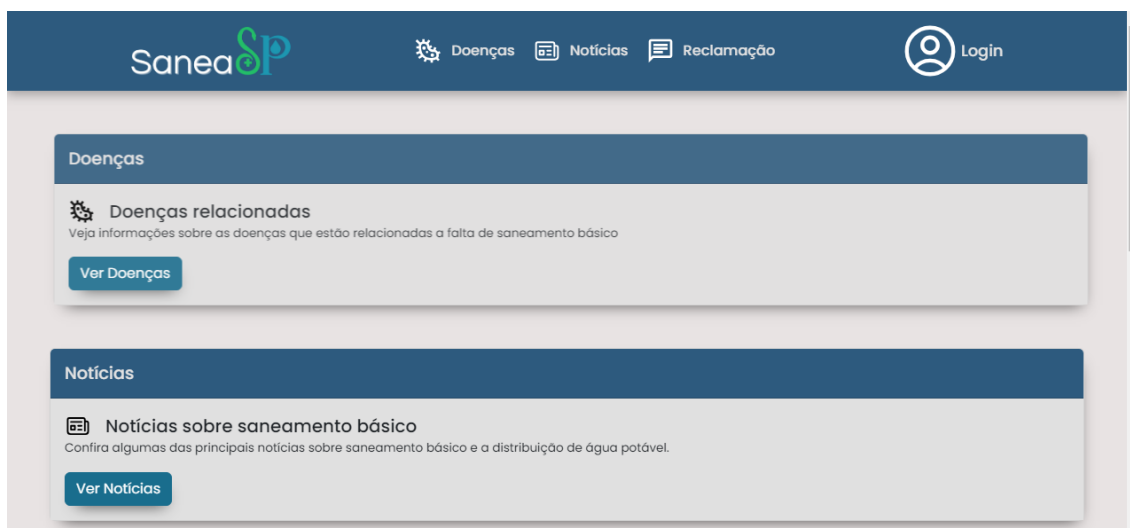 SaneaSP
Doenças
Notícias
Reclamação
Login
Doenças
Doenças relacionadas
Veja informações sobre as doenças que estão relacionadas a falta de saneamento básico
Ver Doenças
Notícias
Notícias sobre saneamento básico
Confira algumas das principais notícias sobre saneamento básico e a distribuição de água potável.
Ver Notícias